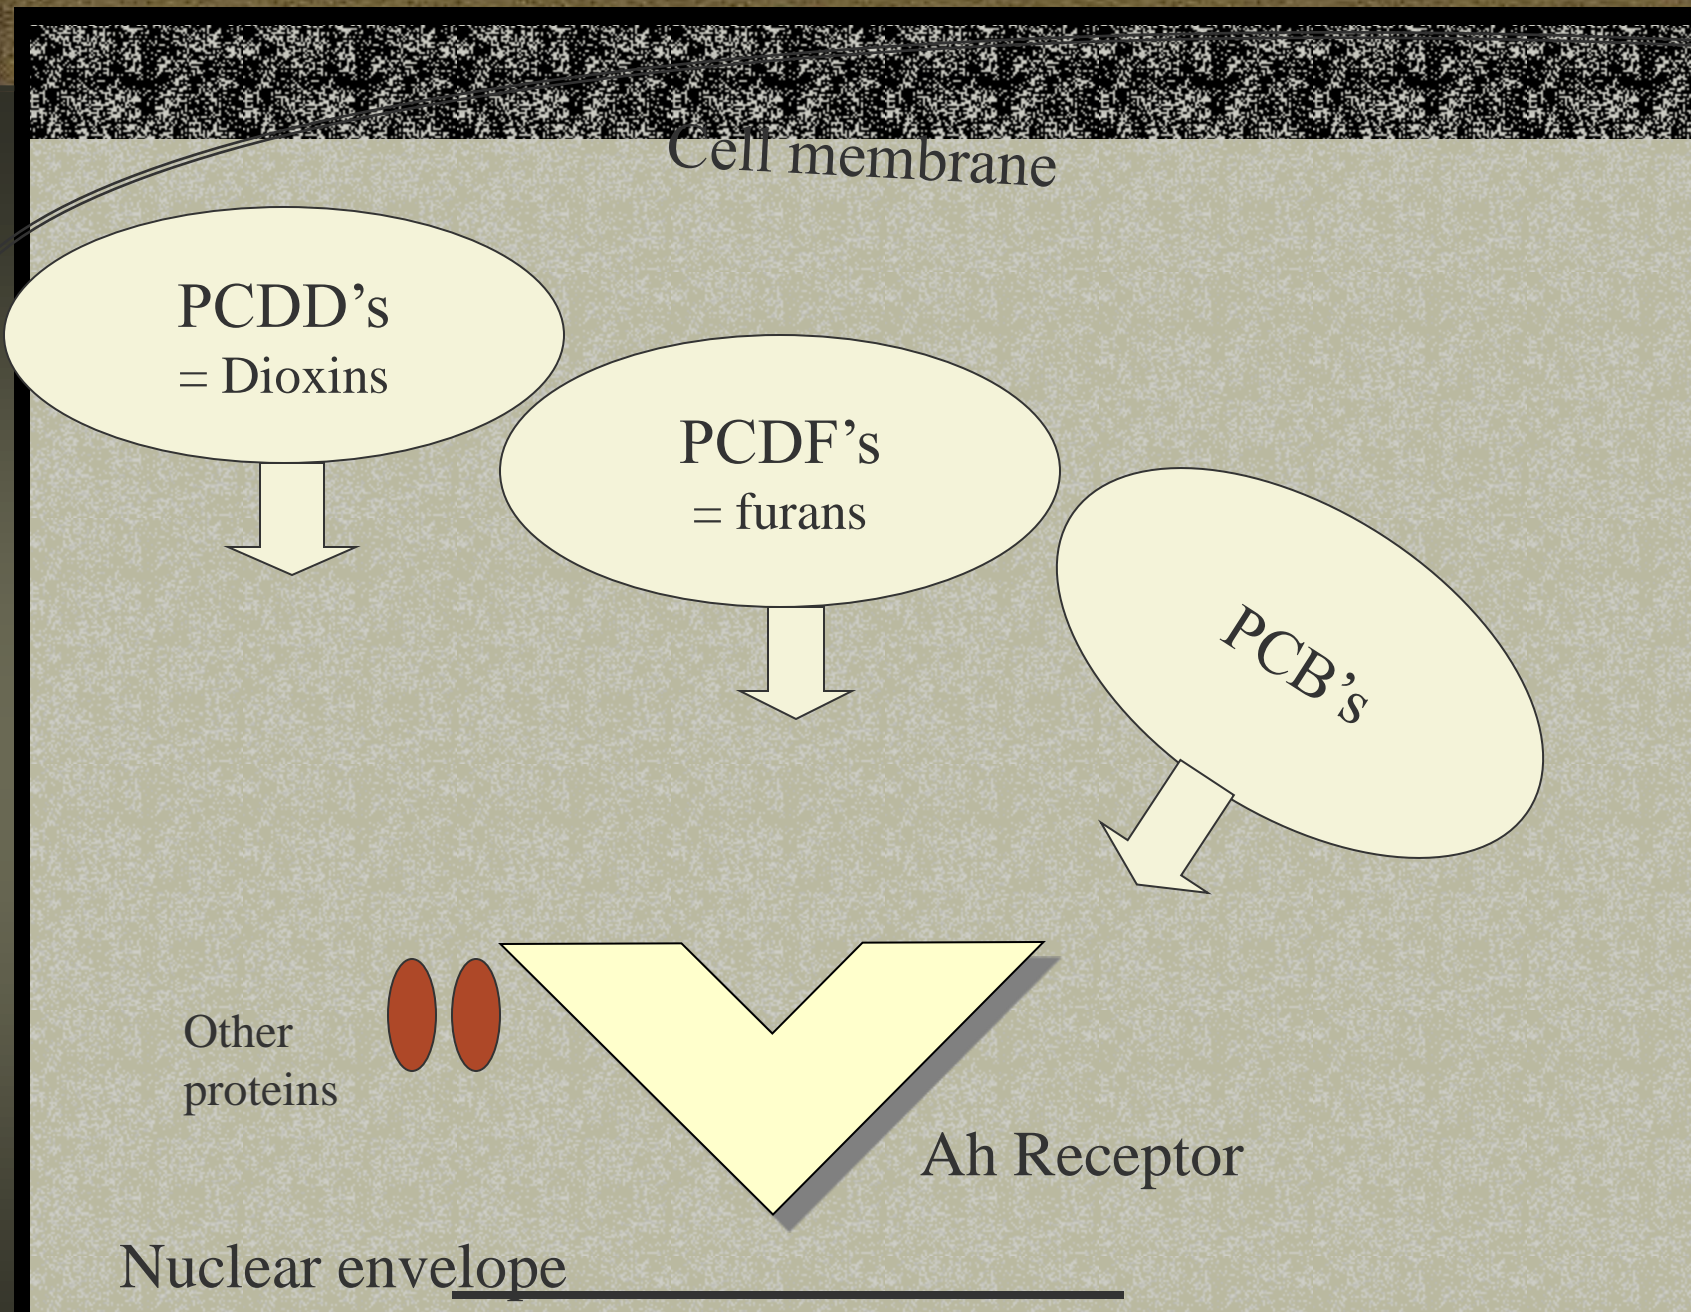 Cell membrane
PCDD’s
= Dioxins
PCDF’s
= furans
PCB’s
Other
proteins
Ah Receptor
Nuclear envelope